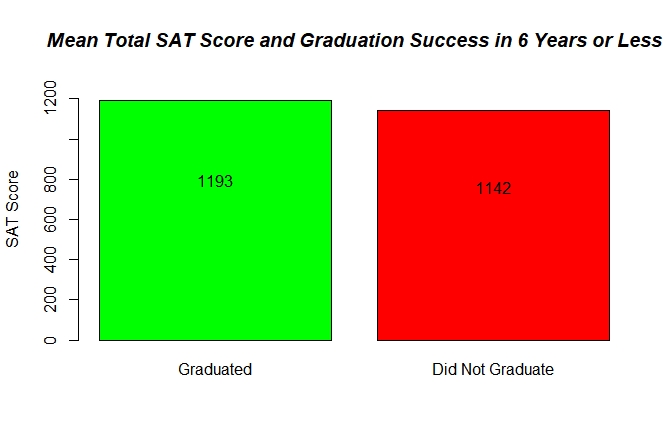 Mean Total SAT Score and Graduation Success in 6 Years or Less
SAT Score
1200
800
600
400
200
0
1193
1142
Graduated
Did Not Graduate